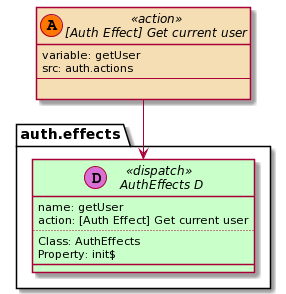 A «action»
[Auth Effect] Get current user
variable: getUser
src: auth.actions
auth.effects
D «dispatch»
AuthEffects D
name: getUser
action: [Auth Effect] Get current user
Class: AuthEffects
Property: init$